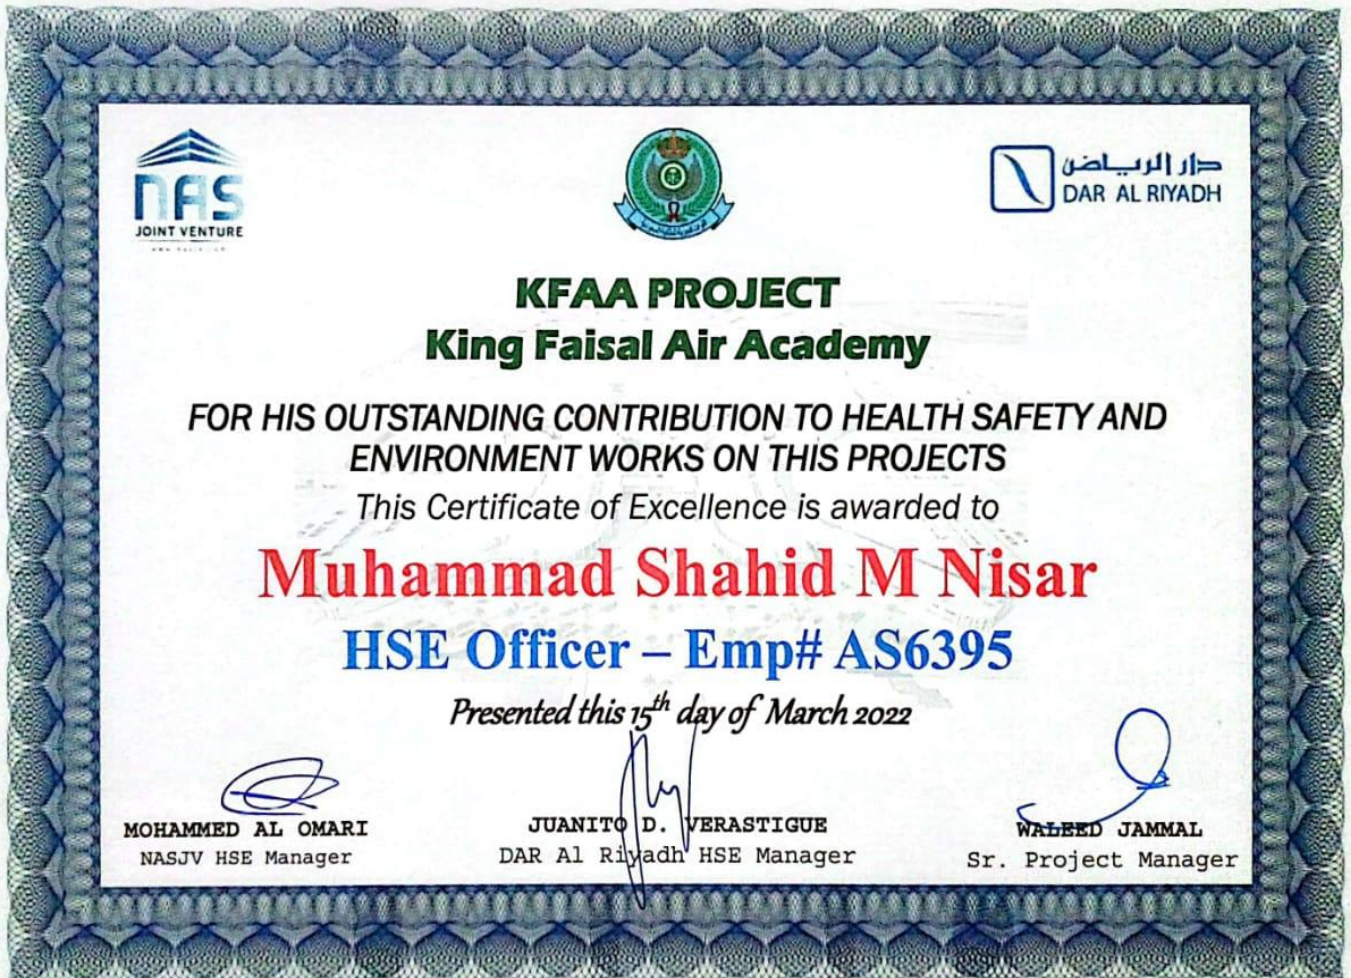 NAS
JOINT VENTURE
دار الرياض
DAR AL RIYADH
KFAA PROJECT
King Faisal Air Academy
FOR HIS OUTSTANDING CONTRIBUTION TO HEALTH SAFETY AND
ENVIRONMENT WORKS ON THIS PROJECTS
This Certificate of Excellence is awarded to
Muhammad Shahid M Nisar
HSE Officer – Emp# AS6395
Presented this 15th day of March 2022
MOHAMMED AL OMARI
NASJV HSE Manager
JUANITO D. VERASTIGUE
DAR Al Riyadh HSE Manager
WALEED JAMMAL
Sr. Project Manager